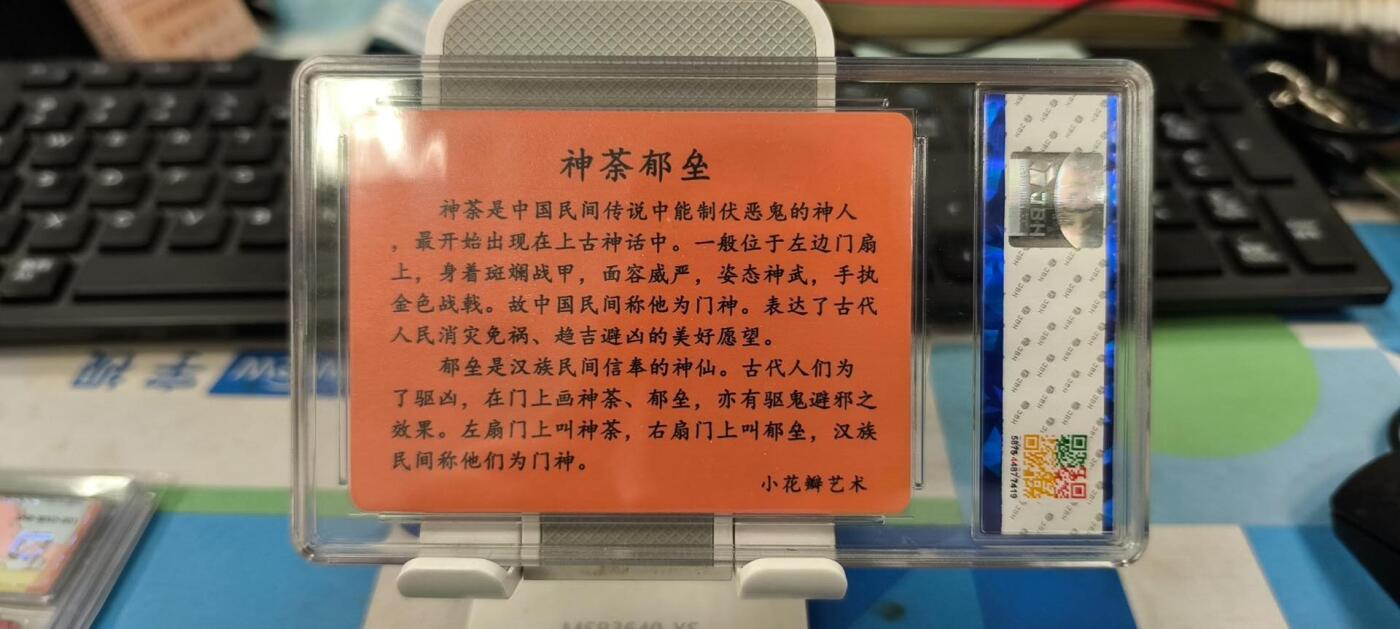 神荼郁垒
神荼是中国民间传说中能制伏恶鬼的神人
，最开始出现在上古神话中。一般位于左边门扇
上，身着斑斓战甲，面容威严，姿态神武，手执
金色战戟。故中国民间称他为门神。表达了古代
人民消灾免祸、趋吉避凶的美好愿望。
郁垒是汉族民间信奉的神仙。古代人们为
了驱凶，在门上画神荼、郁垒，亦有驱鬼避邪之
效果。左扇门上叫神荼，右扇门上叫郁垒，汉族
民间称他们为门神。
小花瓣艺术